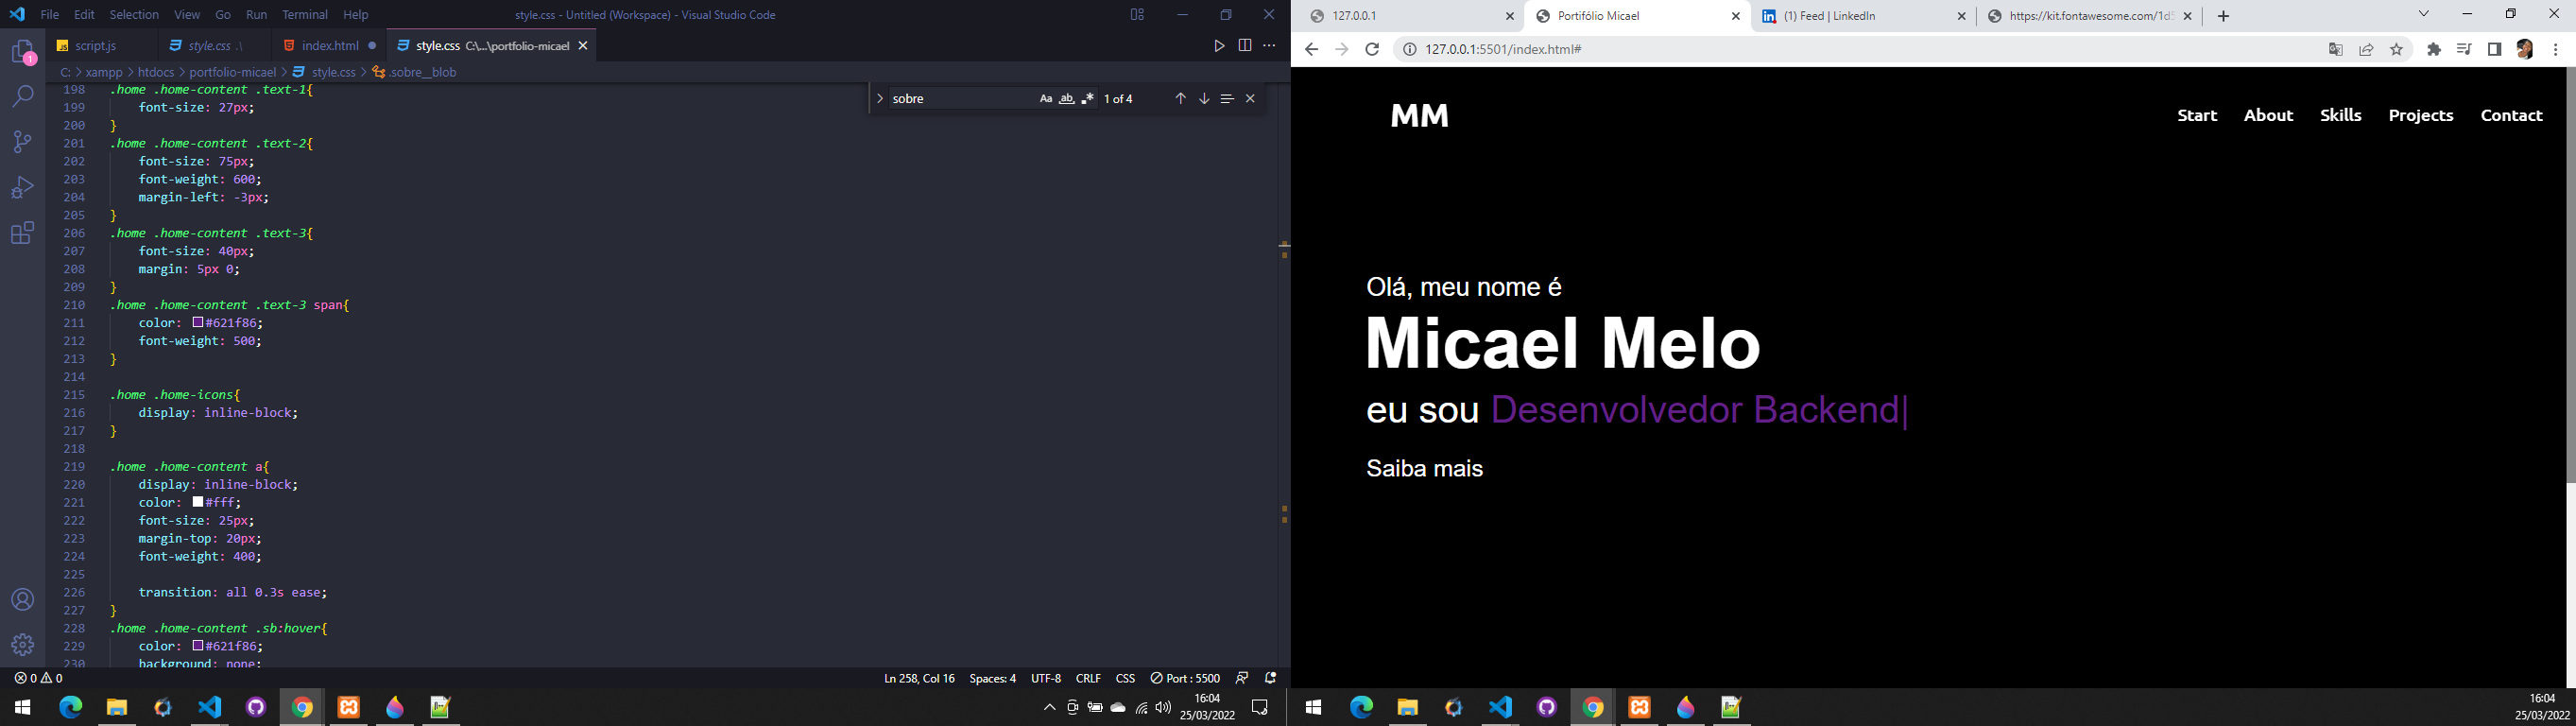 File Edit Selection View Go Run Terminal Help
style.css - Untitled (Workspace) - Visual Studio Code
script.js
style.css .\
index.html
style.css C:\...\portfolio-micael
C: > xampp > htdocs > portfolio-micael > style.css > .sobre__blob
sobre
Aa ab
1 of 4
198 .home .home-content .text-1{
199 font-size: 27px;
200 }
201 .home .home-content .text-2{
202 font-size: 75px;
203 font-weight: 600;
204 margin-left: -3px;
205 }
206 .home .home-content .text-3{
207 font-size: 40px;
208 margin: 5px 0;
209 }
210 .home .home-content .text-3 span{
211 color: #621f86;
212 font-weight: 500;
213 }
214
215 .home .home-icons{
216 display: inline-block;
217 }
218
219 .home .home-content a{
220 display: inline-block;
221 color: #fff;
222 font-size: 25px;
223 margin-top: 20px;
224 font-weight: 400;
225
226 transition: all 0.3s ease;
227 }
228 .home .home-content .sb:hover{
229 color: #621f86;
230 background: none;
1
0 0
Ln 258, Col 16 Spaces: 4 UTF-8 CRLF CSS Port : 5500
16:04
25/03/2022
127.0.0.1
Portifólio Micael
(1) Feed | LinkedIn
https://kit.fontawesome.com/1d5
127.0.0.1:5501/index.html#
MM
Start About Skills Projects Contact
Olá, meu nome é
Micael Melo
eu sou Desenvolvedor Backend|
Saiba mais
16:04
25/03/2022